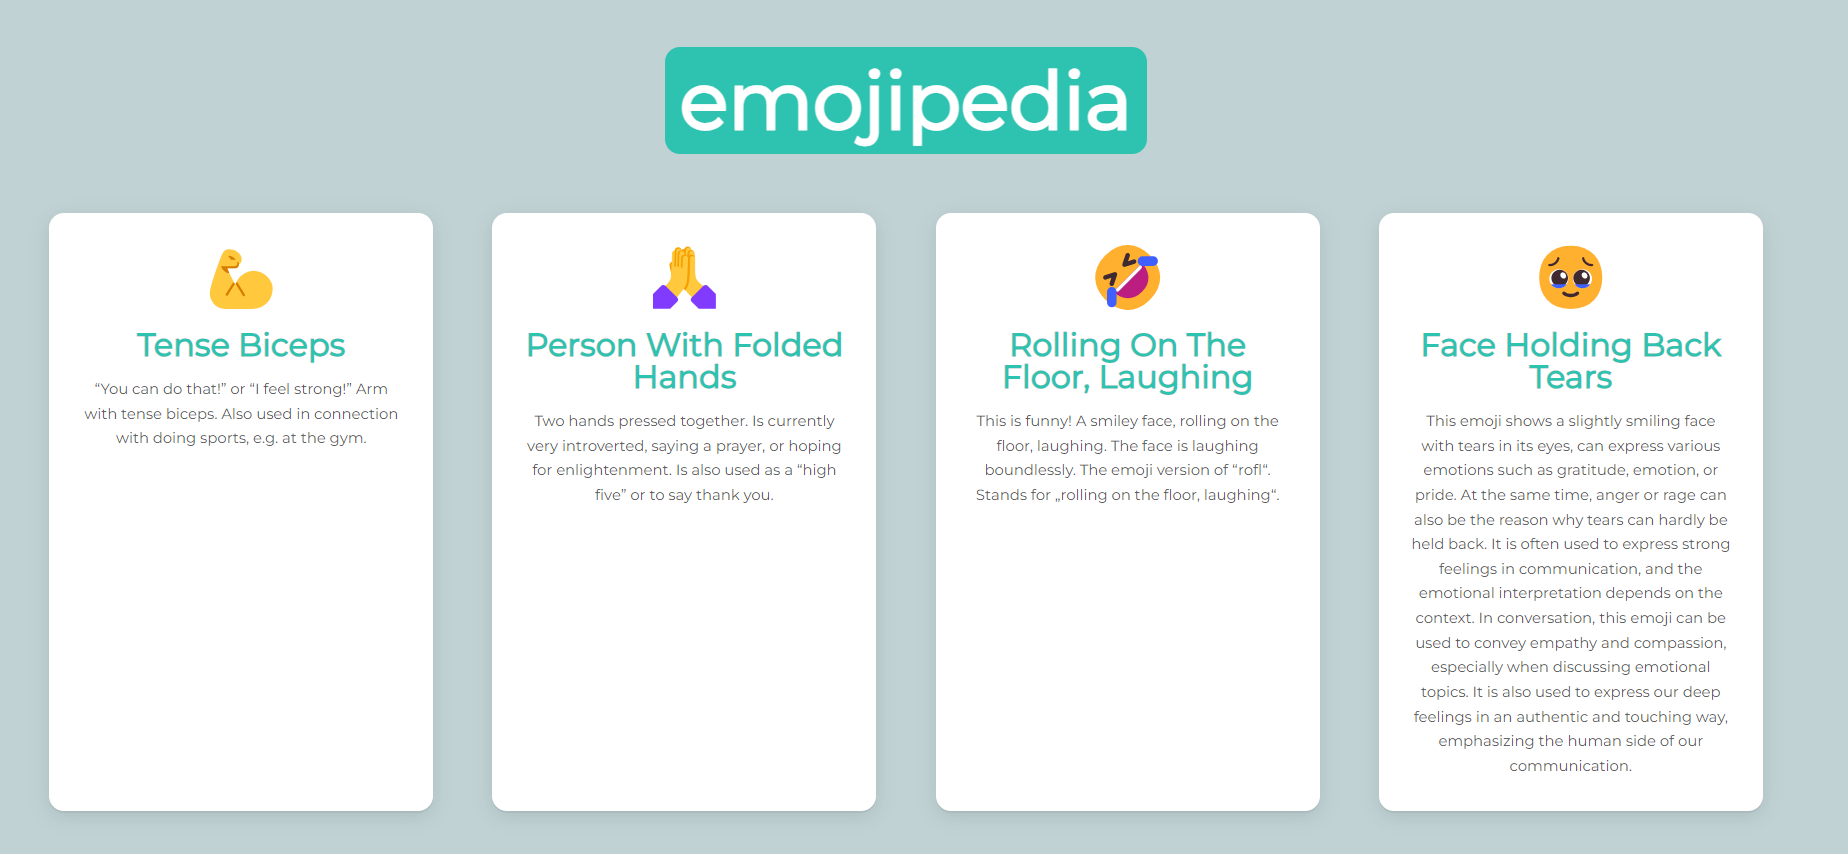 emojipedia
Tense Biceps
“You can do that!” or “I feel strong!” Arm
with tense biceps. Also used in connection
with doing sports, e.g. at the gym.
Person With Folded
Hands
Two hands pressed together. Is currently
very introverted, saying a prayer, or hoping
for enlightenment. Is also used as a “high
five” or to say thank you.
Rolling On The
Floor, Laughing
This is funny! A smiley face, rolling on the
floor, laughing. The face is laughing
boundlessly. The emoji version of “rofl“.
Stands for „rolling on the floor, laughing“.
Face Holding Back
Tears
This emoji shows a slightly smiling face
with tears in its eyes, can express various
emotions such as gratitude, emotion, or
pride. At the same time, anger or rage can
also be the reason why tears can hardly be
held back. It is often used to express strong
feelings in communication, and the
emotional interpretation depends on the
context. In conversation, this emoji can be
used to convey empathy and compassion,
especially when discussing emotional
topics. It is also used to express our deep
feelings in an authentic and touching way,
emphasizing the human side of our
communication.